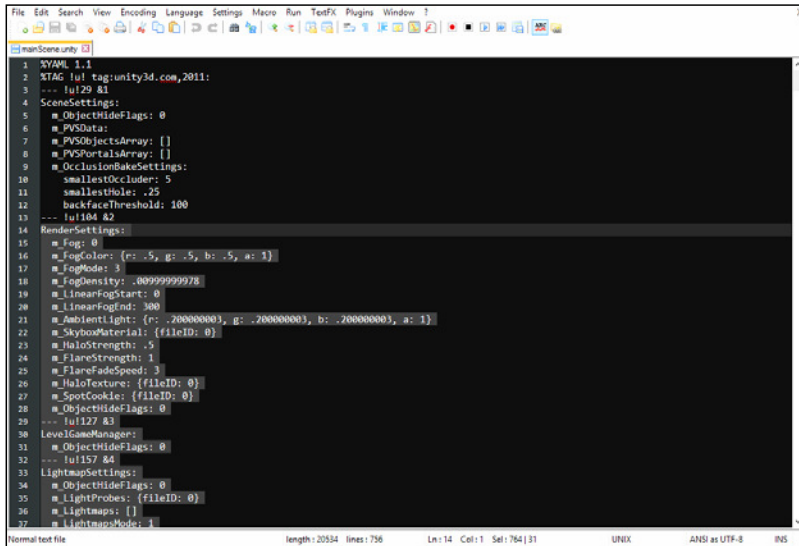 File Edit Search View Encoding Language Settings Macro Run TextFX Plugins Window ?
mainScene.unity
1 %YAML 1.1
2 %TAG !u! tag:unity3d.com,2011:
3 --- !u!29 &1
4 SceneSettings:
5 m_ObjectHideFlags: 0
6 m_PVSData:
7 m_PVSObjectsArray: []
8 m_PVSPortalsArray: []
9 m_OcclusionBakeSettings:
10 smallestOccluder: 5
11 smallestHole: .25
12 backfaceThreshold: 100
13 --- !u!104 &2
14 RenderSettings:
15 m_Fog: 0
16 m_FogColor: {r: .5, g: .5, b: .5, a: 1}
17 m_FogMode: 3
18 m_FogDensity: .00999999978
19 m_LinearFogStart: 0
20 m_LinearFogEnd: 300
21 m_AmbientLight: {r: .200000003, g: .200000003, b: .200000003, a: 1}
22 m_SkyboxMaterial: {fileID: 0}
23 m_HaloStrength: .5
24 m_FlareStrength: 1
25 m_FlareFadeSpeed: 3
26 m_HaloTexture: {fileID: 0}
27 m_SpotCookie: {fileID: 0}
28 m_ObjectHideFlags: 0
29 --- !u!127 &3
30 LevelGameManager:
31 m_ObjectHideFlags: 0
32 --- !u!157 &4
33 LightmapSettings:
34 m_ObjectHideFlags: 0
35 m_LightProbes: {fileID: 0}
36 m_Lightmaps: []
37 m_LightmapsMode: 1
Normal text file length : 20534 lines : 756 Ln : 14 Col : 1 Sel : 764 | 31 UNIX ANSI as UTF-8 INS